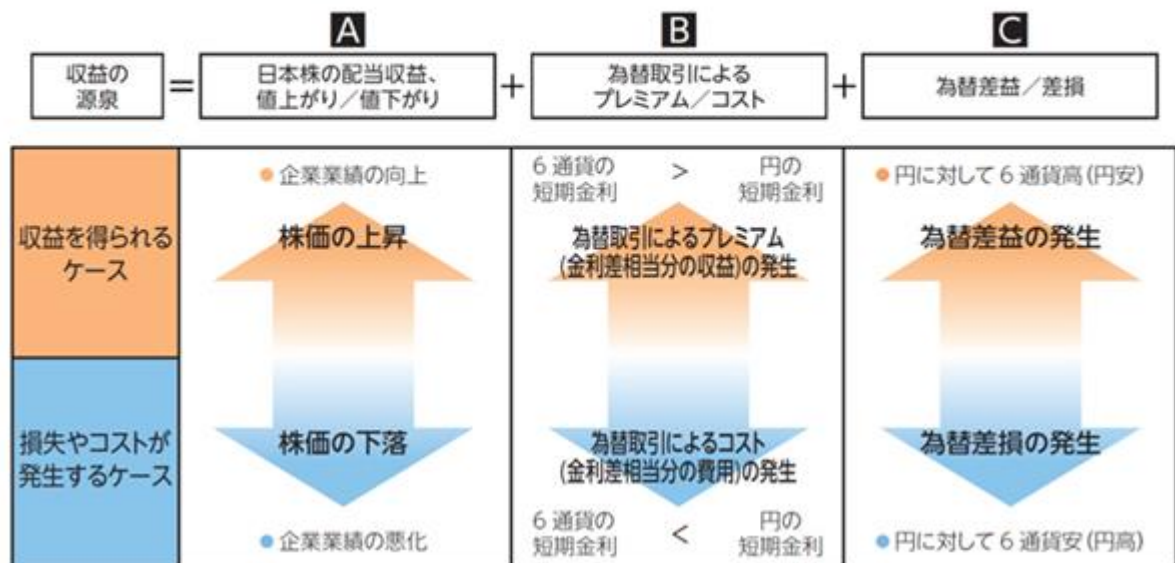 A
B
C
収益の
源泉
=
日本株の配当収益、
値上がり/値下がり
+
為替取引による
プレミアム/コスト
+
為替差益/差損
収益を得られる
ケース
● 企業業績の向上
株価の上昇
6 通貨の
短期金利
>
円の
短期金利
為替取引によるプレミアム
(金利差相当分の収益)の発生
● 円に対して 6 通貨高 (円安)
為替差益の発生
損失やコストが
発生するケース
株価の下落
● 企業業績の悪化
為替取引によるコスト
(金利差相当分の費用)の発生
6 通貨の
短期金利
<
円の
短期金利
為替差損の発生
● 円に対して 6 通貨安 (円高)